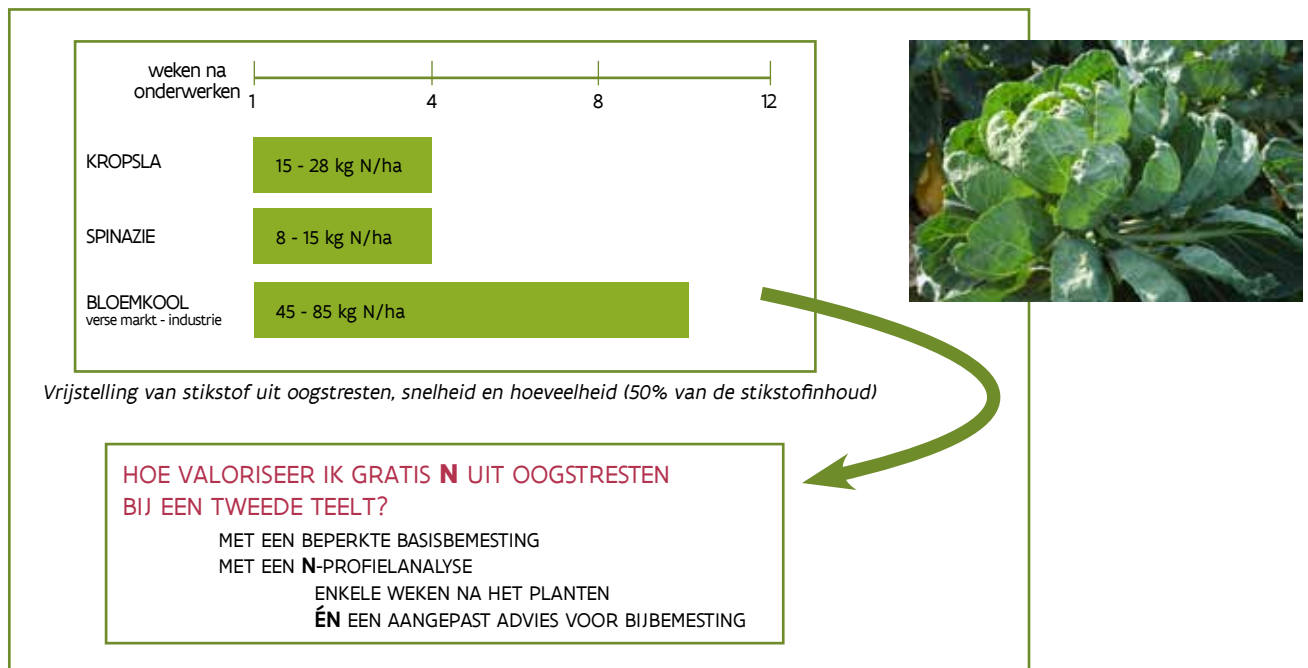 weken na
onderwerken
1 4 8 12
KROPSLA
15 - 28 kg N/ha
SPINAZIE
8 - 15 kg N/ha
BLOEMKOOL
verse markt - industrie
45 - 85 kg N/ha
Vrijstelling van stikstof uit oogstresten, snelheid en hoeveelheid (50% van de stikstofinhoud)
HOE VALORISEER IK GRATIS N UIT OOGSTRESTEN
BIJ EEN TWEEDE TEELT?
MET EEN BEPERKTE BASISBEMESTING
MET EEN N-PROFIELANALYSE
ENKELE WEKEN NA HET PLANTEN
ÉN EEN AANGEPAST ADVIES VOOR BIJBEMESTING